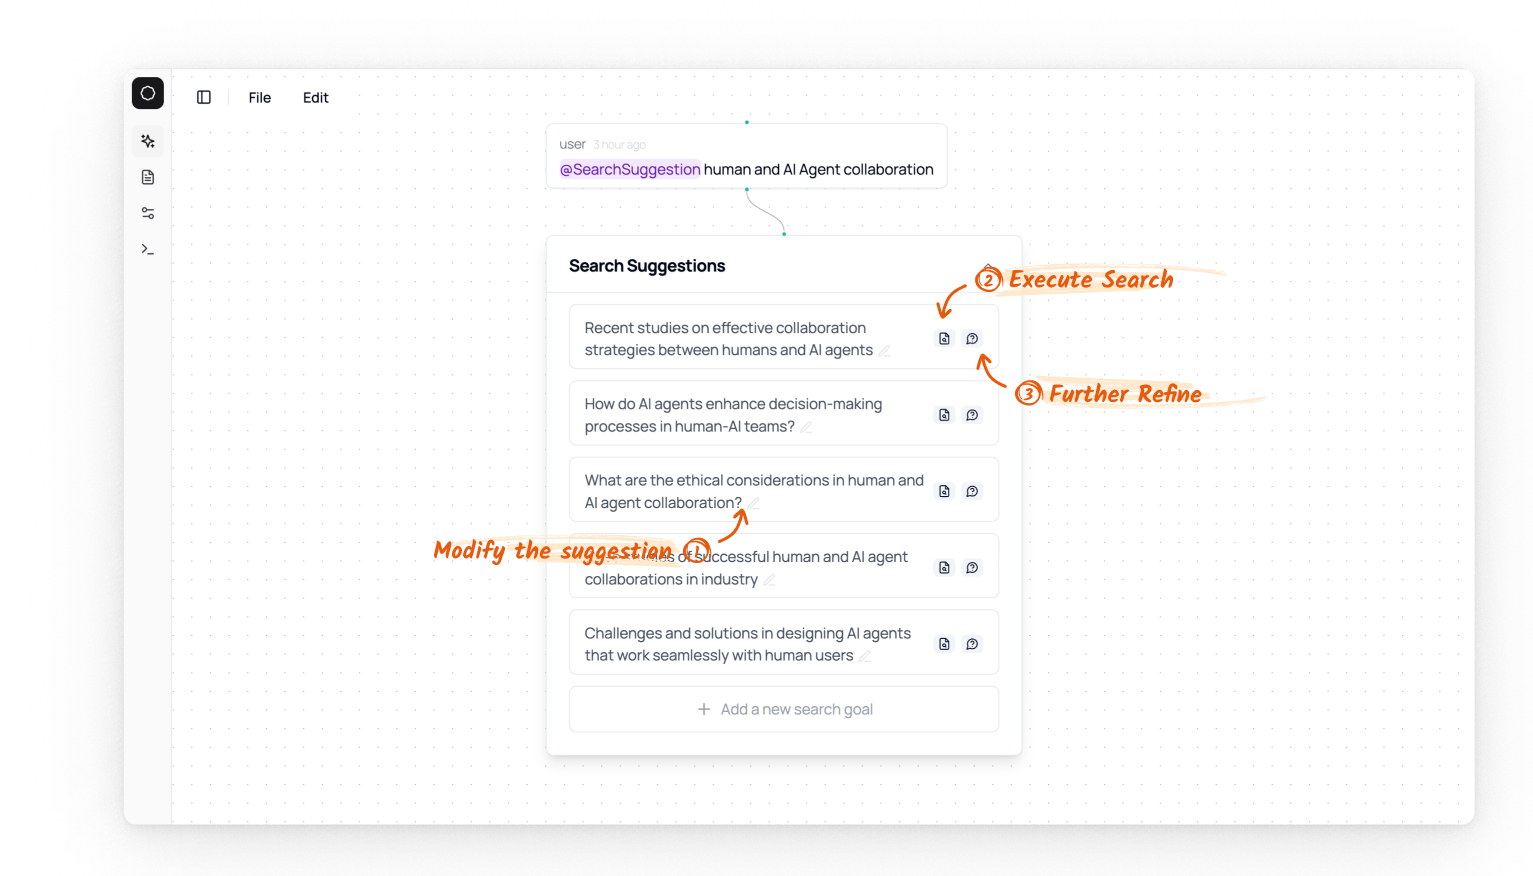 File Edit
user 3 hour ago
@SearchSuggestion human and AI Agent collaboration
Search Suggestions
2 Execute Search
Recent studies on effective collaboration
strategies between humans and AI agents
3 Further Refine
How do AI agents enhance decision-making
processes in human-AI teams?
What are the ethical considerations in human and
AI agent collaboration?
Modify the suggestion 1
of successful human and AI agent
collaborations in industry
Challenges and solutions in designing AI agents
that work seamlessly with human users
+ Add a new search goal